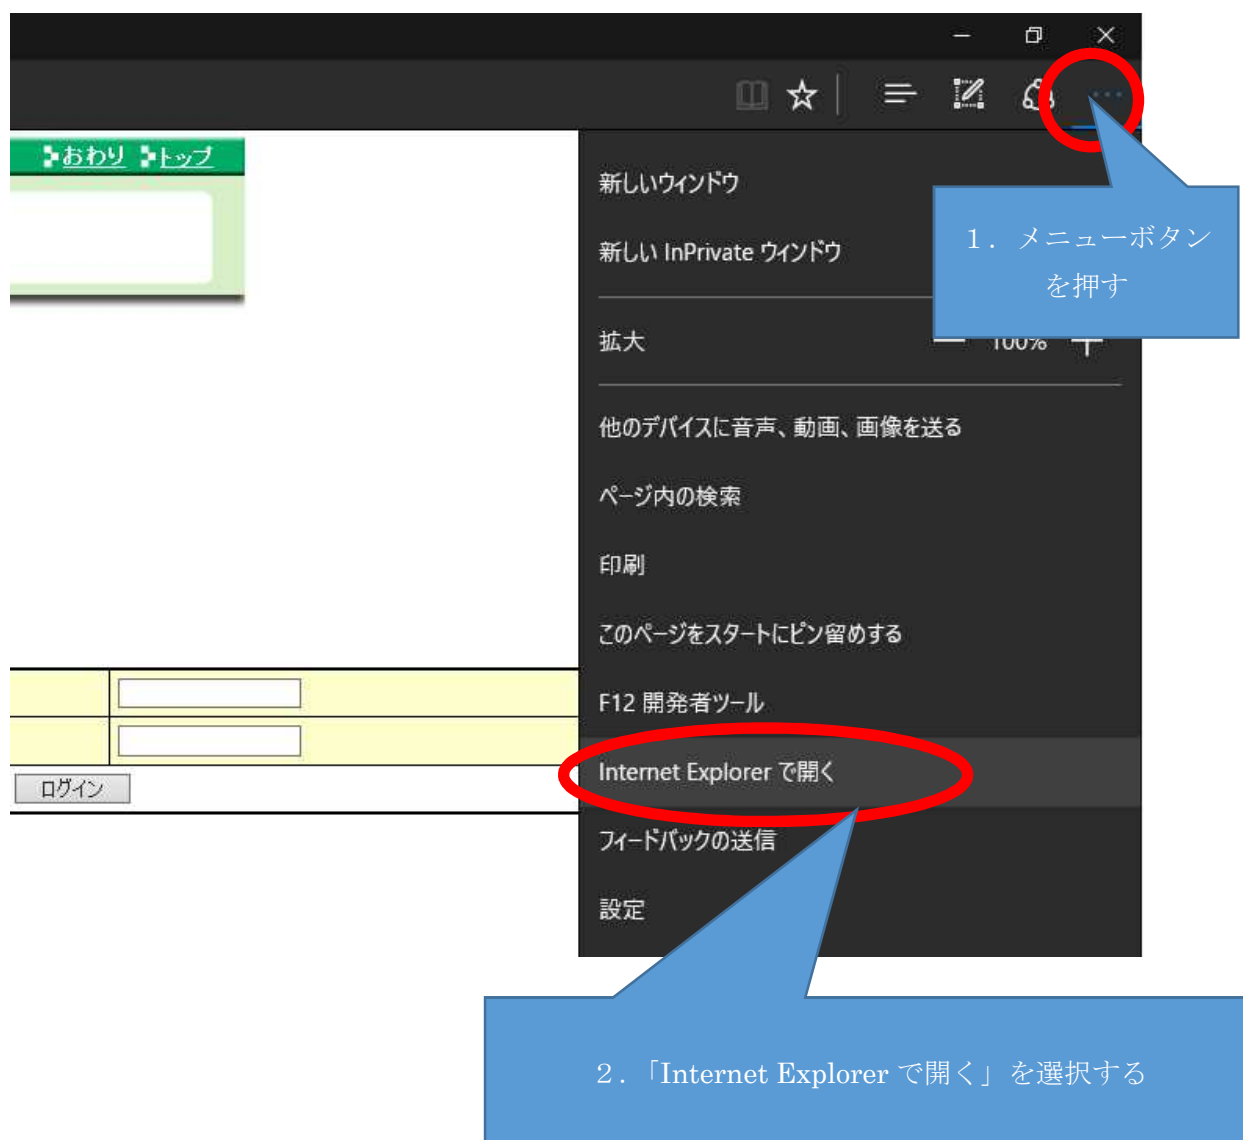 おわり トップ
新しいウィンドウ
新しい InPrivate ウィンドウ
1．メニューボタン
を押す
拡大 100%
他のデバイスに音声、動画、画像を送る
ページ内の検索
印刷
このページをスタートにピン留めする
F12 開発者ツール
Internet Explorer で開く
ログイン
フィードバックの送信
設定
2．「Internet Explorer で開く」を選択する